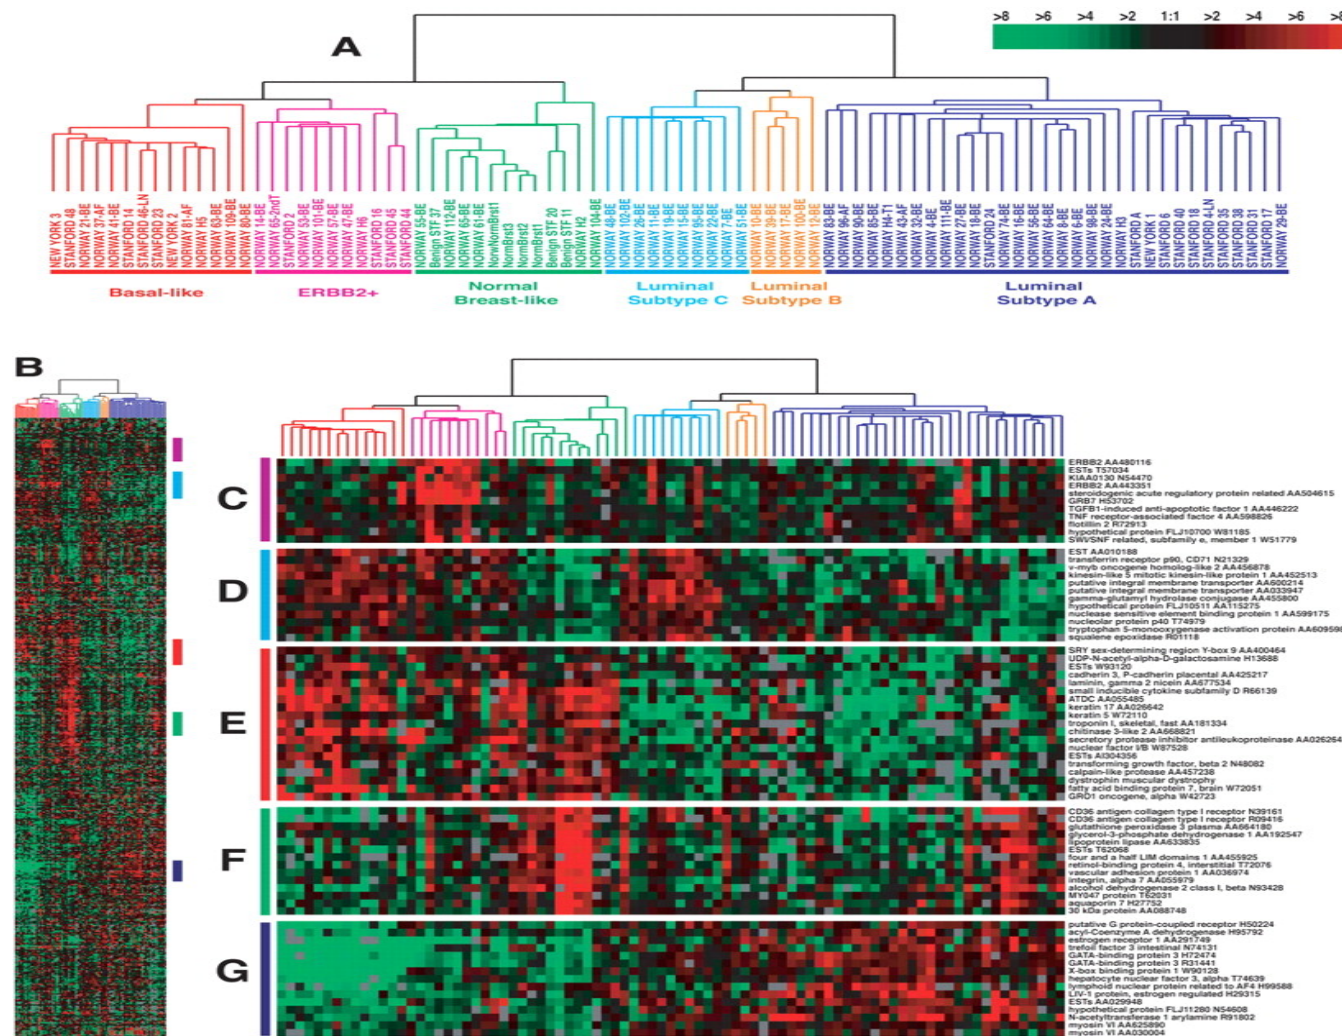 >8 >6 >4 >2 1:1 >2 >4 >6 >8
A
NEW YORK 3
STANFORD 48
NORWAY 21-BE
NORWAY 37-AF
NORWAY 41-BE
STANFORD 14
STANFORD 46-LN
STANFORD 23
NEW YORK 2
NORWAY 81-AF
NORWAY H5
NORWAY 63-BE
NORWAY 109-BE
NORWAY 80-BE
NORWAY 14-BE
NORWAY 65-2ndT
STANFORD 2
NORWAY 53-BE
NORWAY 101-BE
NORWAY 57-BE
NORWAY 47-BE
NORWAY H6
STANFORD 16
STANFORD 45
STANFORD 44
NORWAY 55-BE
Benign STF 37
NORWAY 112-BE
NORWAY 65-BE
NORWAY 61-BE
NorwNormBrst1
NormBrst3
NormBrst2
NormBrst1
Benign STF 20
Benign STF 11
NORWAY H2
NORWAY 104-BE
NORWAY 48-BE
NORWAY 102-BE
NORWAY 26-BE
NORWAY 11-BE
NORWAY 19-BE
NORWAY 15-BE
NORWAY 95-BE
NORWAY 22-BE
NORWAY 7-BE
NORWAY 51-BE
NORWAY 10-BE
NORWAY 39-BE
NORWAY 17-BE
NORWAY 100-BE
NORWAY 12-BE
NORWAY 83-BE
NORWAY 96-AF
NORWAY 90-BE
NORWAY 85-BE
NORWAY H4-T1
NORWAY 43-AF
NORWAY 32-BE
NORWAY 4-BE
NORWAY 111-BE
NORWAY 27-BE
NORWAY 18-BE
STANFORD 24
NORWAY 74-BE
NORWAY 16-BE
NORWAY 56-BE
NORWAY 64-BE
NORWAY 8-BE
NORWAY 6-BE
NORWAY 98-BE
NORWAY 24-BE
NORWAY H3
STANFORD A
NEW YORK 1
STANFORD 6
STANFORD 40
STANFORD 18
STANFORD 4-LN
STANFORD 35
STANFORD 38
STANFORD 31
STANFORD 17
NORWAY 29-BE
Basal-like
ERBB2+
Normal
Breast-like
Luminal
Subtype C
Luminal
Subtype B
Luminal
Subtype A
B
C
ERBB2 AA480116
ESTs T57034
KIAA0130 N54470
ERBB2 AA443351
steroidogenic acute regulatory protein related AA504615
GRB7 H53702
TGFB1-induced anti-apoptotic factor 1 AA446222
TNF receptor-associated factor 4 AA598826
flotillin 2 R72913
hypothetical protein FLJ10700 W81185
SWI/SNF related, subfamily e, member 1 W51779
D
EST AA010188
transferrin receptor p90, CD71 N21329
v-myb oncogene homolog-like 2 AA456878
kinesin-like 5 mitotic kinesin-like protein 1 AA452513
putative integral membrane transporter AA600214
putative integral membrane transporter AA033947
gamma-glutamyl hydrolase conjugase AA455800
hypothetical protein FLJ10511 AA115275
nuclease sensitive element binding protein 1 AA599175
nucleolar protein p40 T74979
tryptophan 5-monooxygenase activation protein AA609598
squalene epoxidase R01118
E
SRY sex-determining region Y-box 9 AA400464
UDP-N-acetyl-alpha-D-galactosamine H13688
ESTs W93120
cadherin 3, P-cadherin placental AA425217
laminin, gamma 2 nicein AA677534
small inducible cytokine subfamily D R66139
ATDC AA055485
keratin 17 AA026642
keratin 5 W72110
troponin I, skeletal, fast AA181334
chitinase 3-like 2 AA668821
secretory protease inhibitor antileukoproteinase AA026264
nuclear factor I/B W87528
ESTs AI304356
transforming growth factor, beta 2 N48082
calpain-like protease AA457238
dystrophin muscular dystrophy
fatty acid binding protein 7, brain W72051
GRO1 oncogene, alpha W42723
F
CD36 antigen collagen type I receptor N39161
CD36 antigen collagen type I receptor R09416
glutathione peroxidase 3 plasma AA664180
glycerol-3-phosphate dehydrogenase 1 AA192547
lipoprotein lipase AA633835
ESTs T62068
four and a half LIM domains 1 AA455925
retinol-binding protein 4, interstitial T72076
vascular adhesion protein 1 AA036974
integrin, alpha 7 AA055979
alcohol dehydrogenase 2 class I, beta N93428
MY047 protein T62031
aquaporin 7 H27752
30 kDa protein AA088748
G
putative G protein-coupled receptor H50224
acyl-Coenzyme A dehydrogenase H95792
estrogen receptor 1 AA291749
trefoil factor 3 intestinal N74131
GATA-binding protein 3 H72474
GATA-binding protein 3 R31441
X-box binding protein 1 W90128
hepatocyte nuclear factor 3, alpha T74639
lymphoid nuclear protein related to AF4 H99588
LIV-1 protein, estrogen regulated H29315
ESTs AA029948
hypothetical protein FLJ11280 N54608
N-acetyltransferase 1 arylamine R91802
myosin VI AA625890
myosin VI AA030004